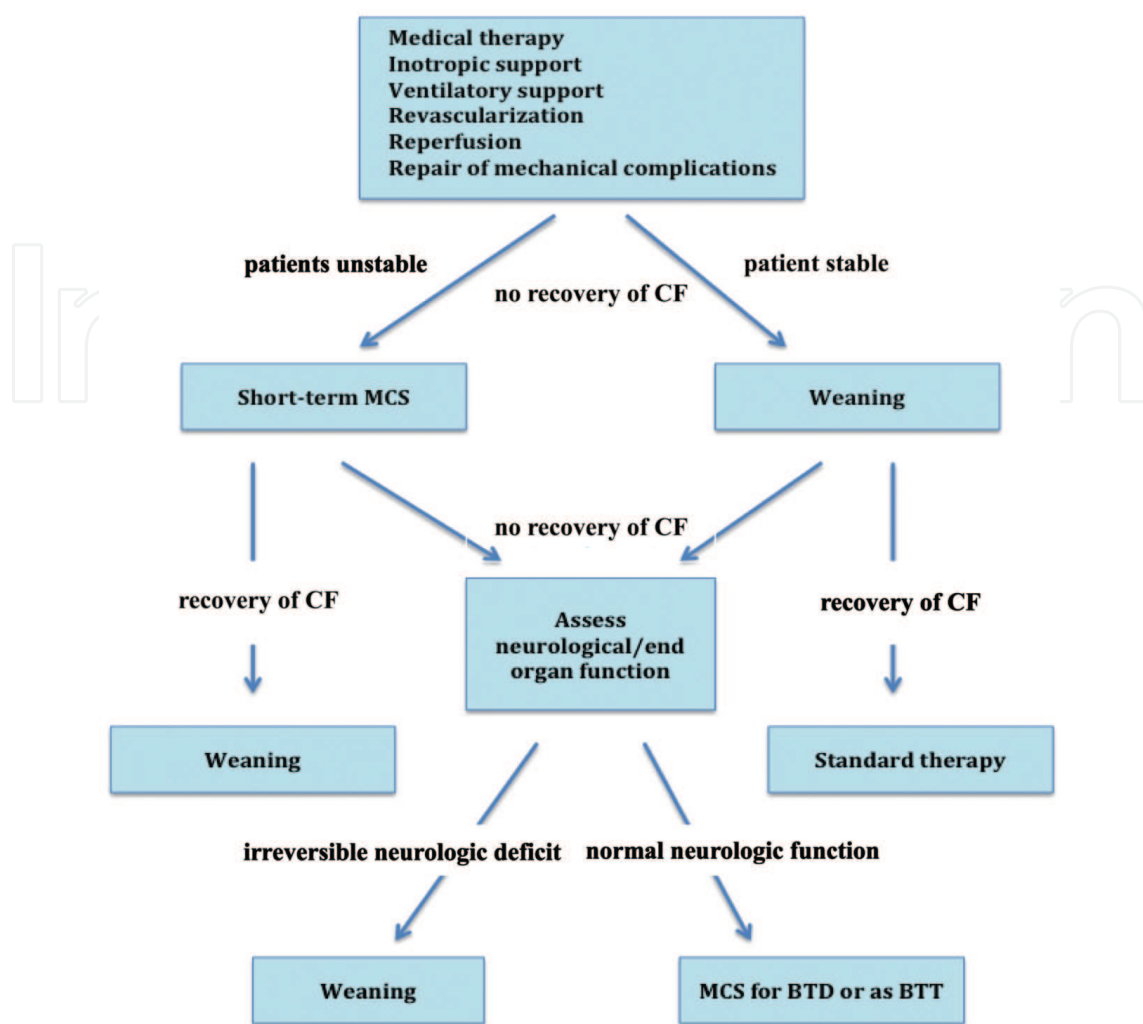 Medical therapy
Inotropic support
Ventilatory support
Revascularization
Reperfusion
Repair of mechanical complications
patients unstable
patient stable
no recovery of CF
Short-term MCS
Weaning
no recovery of CF
recovery of CF
recovery of CF
Assess
neurological/end
organ function
Weaning
Standard therapy
irreversible neurologic deficit
normal neurologic function
Weaning
MCS for BTD or as BTT